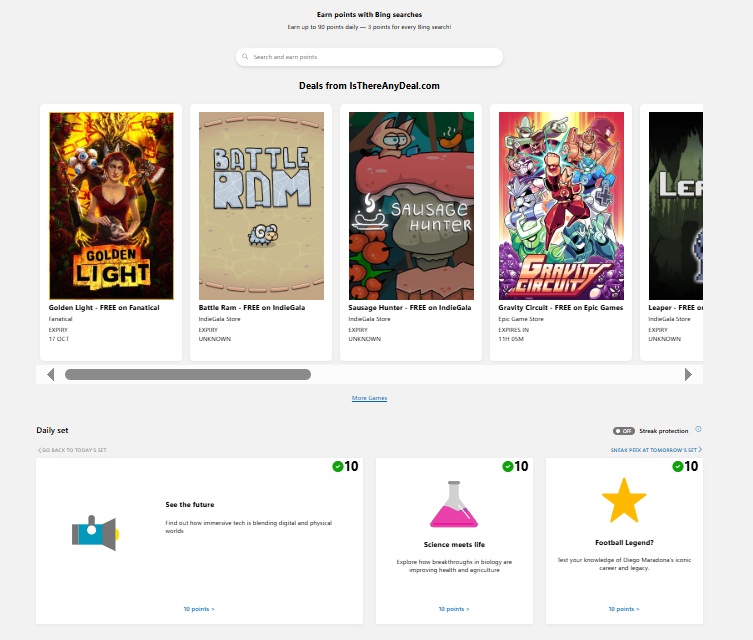 Earn points with Bing searches
Earn up to 90 points daily — 3 points for every Bing search!
Search and earn points
Deals from IsThereAnyDeal.com
GOLDEN
LIGHT
Golden Light - FREE on Fanatical
Fanatical
EXPIRY
17 OCT
BATTLE
RAM
Battle Ram - FREE on IndieGala
IndieGala Store
EXPIRY
UNKNOWN
SAUSAGE
HUNTER
Sausage Hunter - FREE on IndieGala
IndieGala Store
EXPIRY
UNKNOWN
GRAVITY
CIRCUIT
Gravity Circuit - FREE on Epic Games
Epic Game Store
EXPIRES IN
11H 05M
Leaper - FREE
IndieGala Store
EXPIRY
UNKNOWN
More Games
Daily set
OFF
Streak protection
GO BACK TO TODAY'S SET
SNEAK PEEK AT TOMORROW'S SET
10
See the future
Find out how immersive tech is blending digital and physical
worlds
10 points >
10
Science meets life
Explore how breakthroughs in biology are
improving health and agriculture
10 points >
10
Football Legend?
Test your knowledge of Diego Maradona's iconic
career and legacy.
10 points >